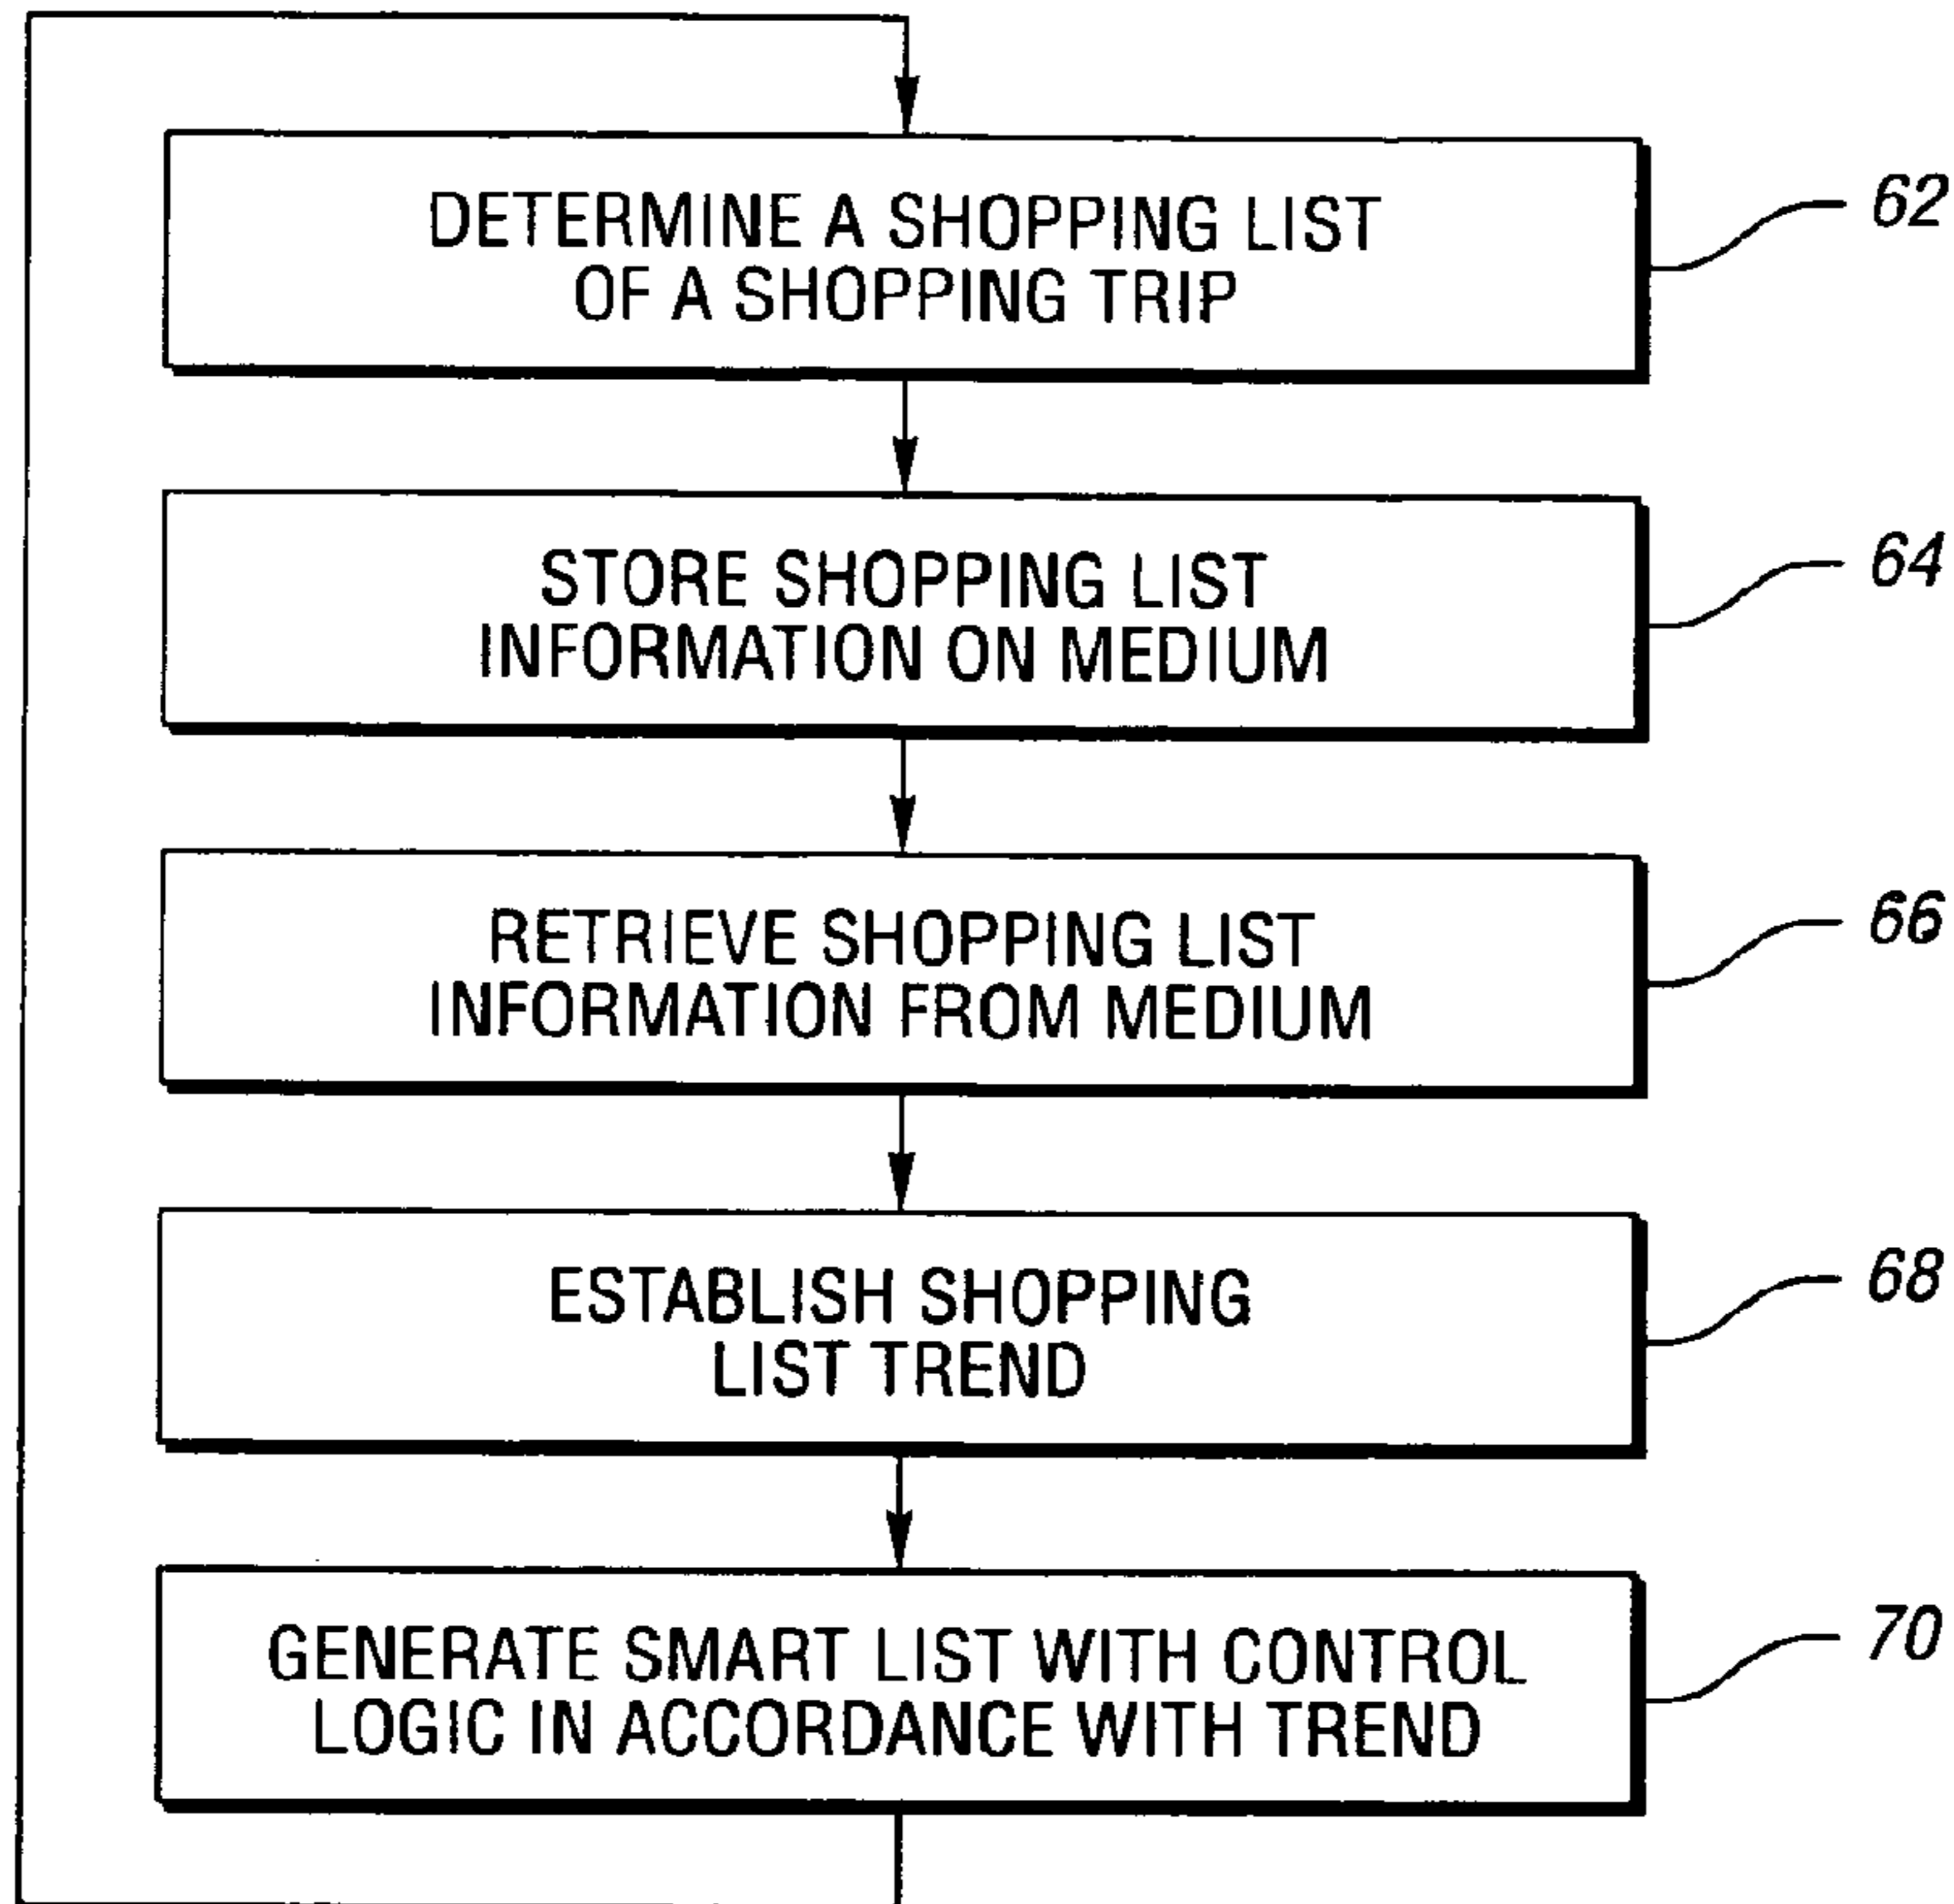 DETERMINE A SHOPPING LIST
OF A SHOPPING TRIP
62
STORE SHOPPING LIST
INFORMATION ON MEDIUM
64
RETRIEVE SHOPPING LIST
INFORMATION FROM MEDIUM
66
ESTABLISH SHOPPING
LIST TREND
68
GENERATE SMART LIST WITH CONTROL
LOGIC IN ACCORDANCE WITH TREND
70